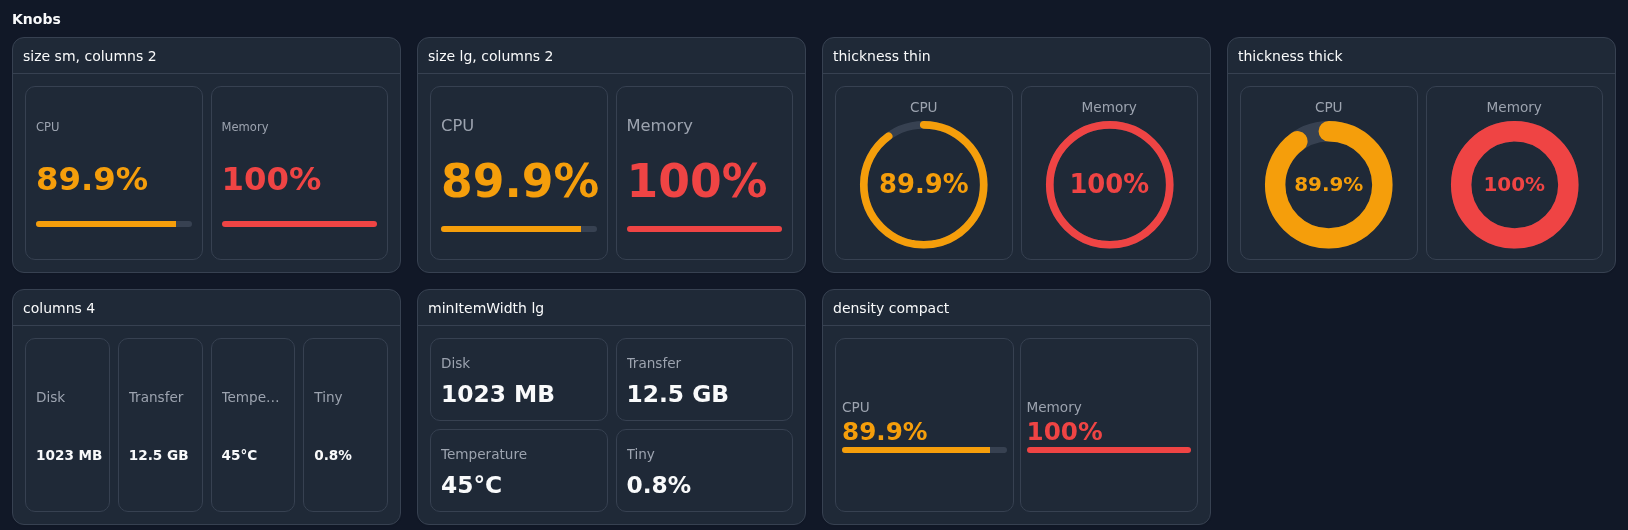 Knobs
size sm, columns 2
CPU
89.9%
Memory
100%
size lg, columns 2
CPU
89.9%
Memory
100%
thickness thin
CPU
89.9%
Memory
100%
thickness thick
CPU
89.9%
Memory
100%
columns 4
Disk
1023 MB
Transfer
12.5 GB
Tempe…
45°C
Tiny
0.8%
minItemWidth lg
Disk
1023 MB
Transfer
12.5 GB
Temperature
45°C
Tiny
0.8%
density compact
CPU
89.9%
Memory
100%